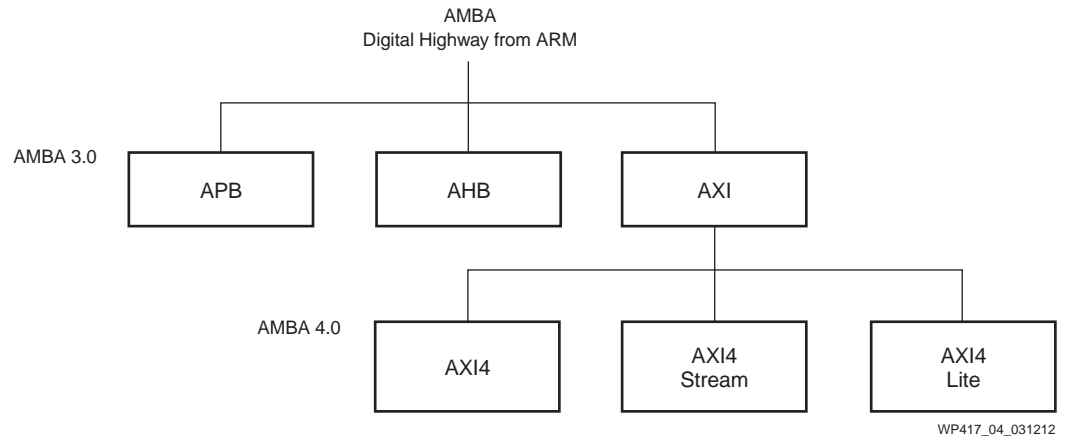 AMBA
Digital Highway from ARM
AMBA 3.0
APB
AHB
AXI
AMBA 4.0
AXI4
AXI4
Stream
AXI4
Lite
WP417_04_031212